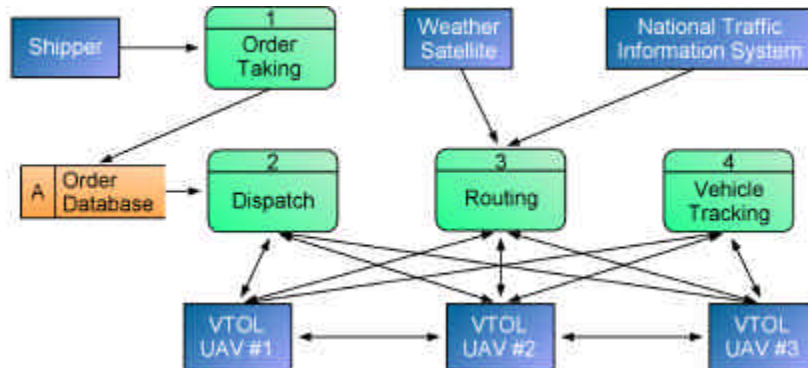 1
Order
Taking
Shipper
Weather
Satellite
National Traffic
Information System
A
Order
Database
2
Dispatch
3
Routing
4
Vehicle
Tracking
VTOL
UAV #1
VTOL
UAV #2
VTOL
UAV #3